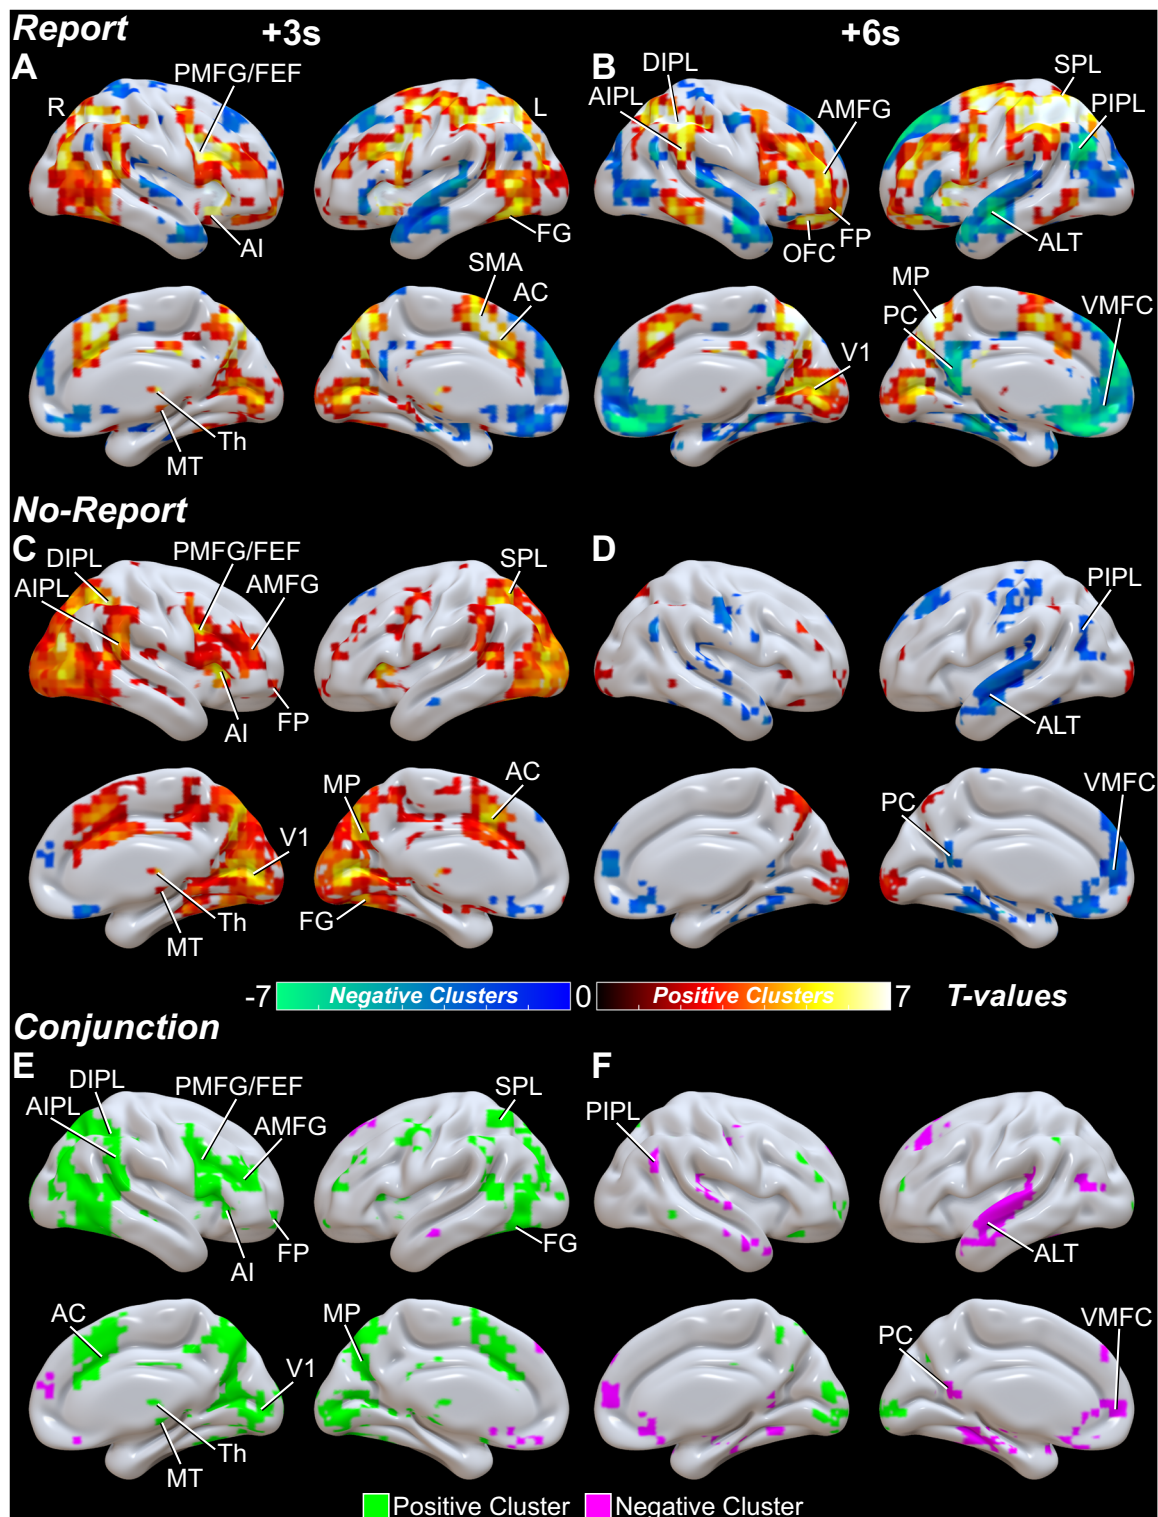 Report +3s +6s
A PMFG/FEF R L AI FG
SMA AC Th MT
B DIPL AIPL AMFG SPL PIPL OFC FP ALT
MP PC VMFC V1
No-Report
C DIPL AIPL PMFG/FEF AMFG SPL AI FP
MP AC V1 Th MT FG
D PIPL ALT
PC VMFC
-7 Negative Clusters 0 Positive Clusters 7 T-values
Conjunction
E DIPL AIPL PMFG/FEF AMFG SPL AI FP FG
AC MP V1 Th MT
F PIPL ALT
PC VMFC
Positive Cluster Negative Cluster